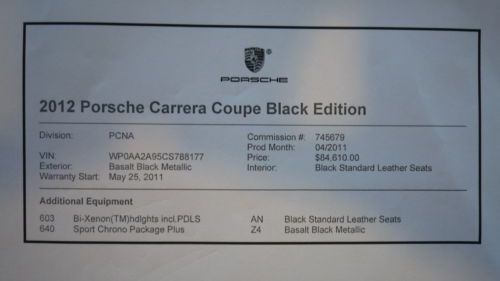 PORSCHE
2012 Porsche Carrera Coupe Black Edition
Division: PCNA Commission #: 745679
Prod Month: 04/2011
VIN: WP0AA2A95CS788177 Price: $84,610.00
Exterior: Basalt Black Metallic Interior: Black Standard Leather Seats
Warranty Start: May 25, 2011
Additional Equipment
603 Bi-Xenon(TM)hdlghts incl.PDLS AN Black Standard Leather Seats
640 Sport Chrono Package Plus Z4 Basalt Black Metallic